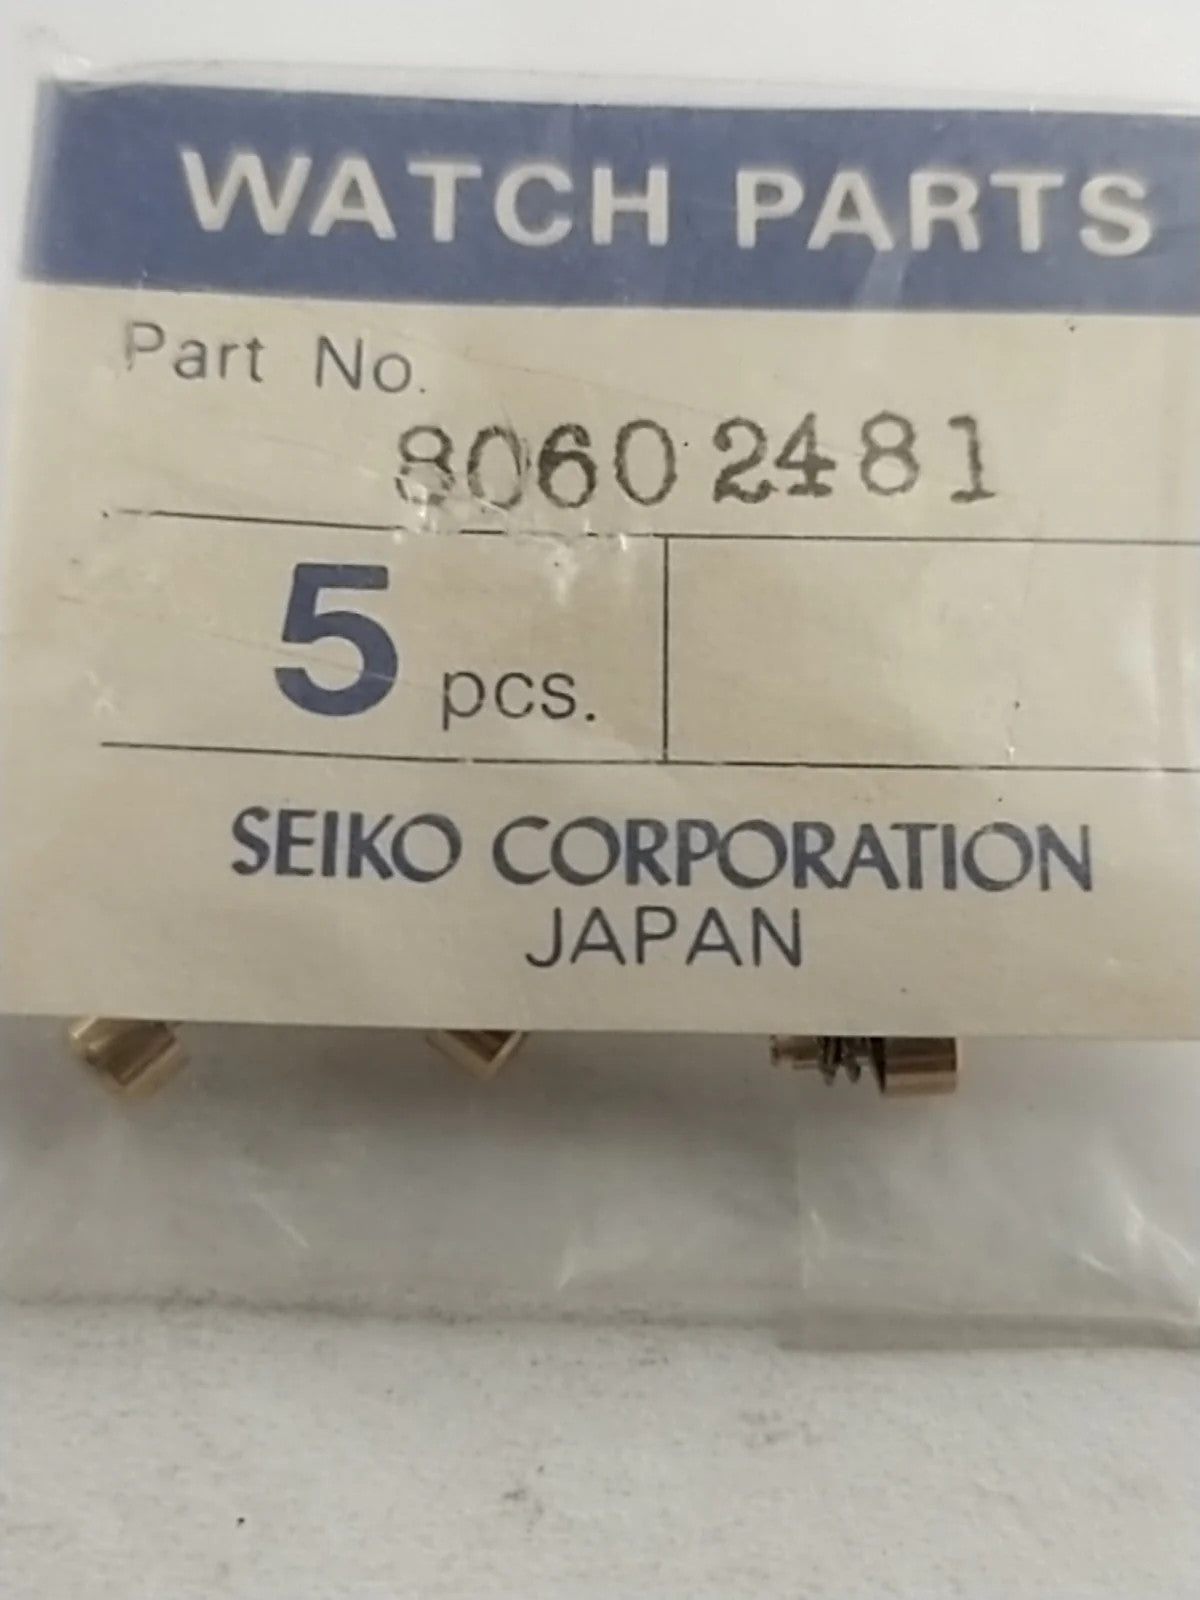 WATCH PARTS
Part No.
80602481
5 pcs.
SEIKO CORPORATION
JAPAN